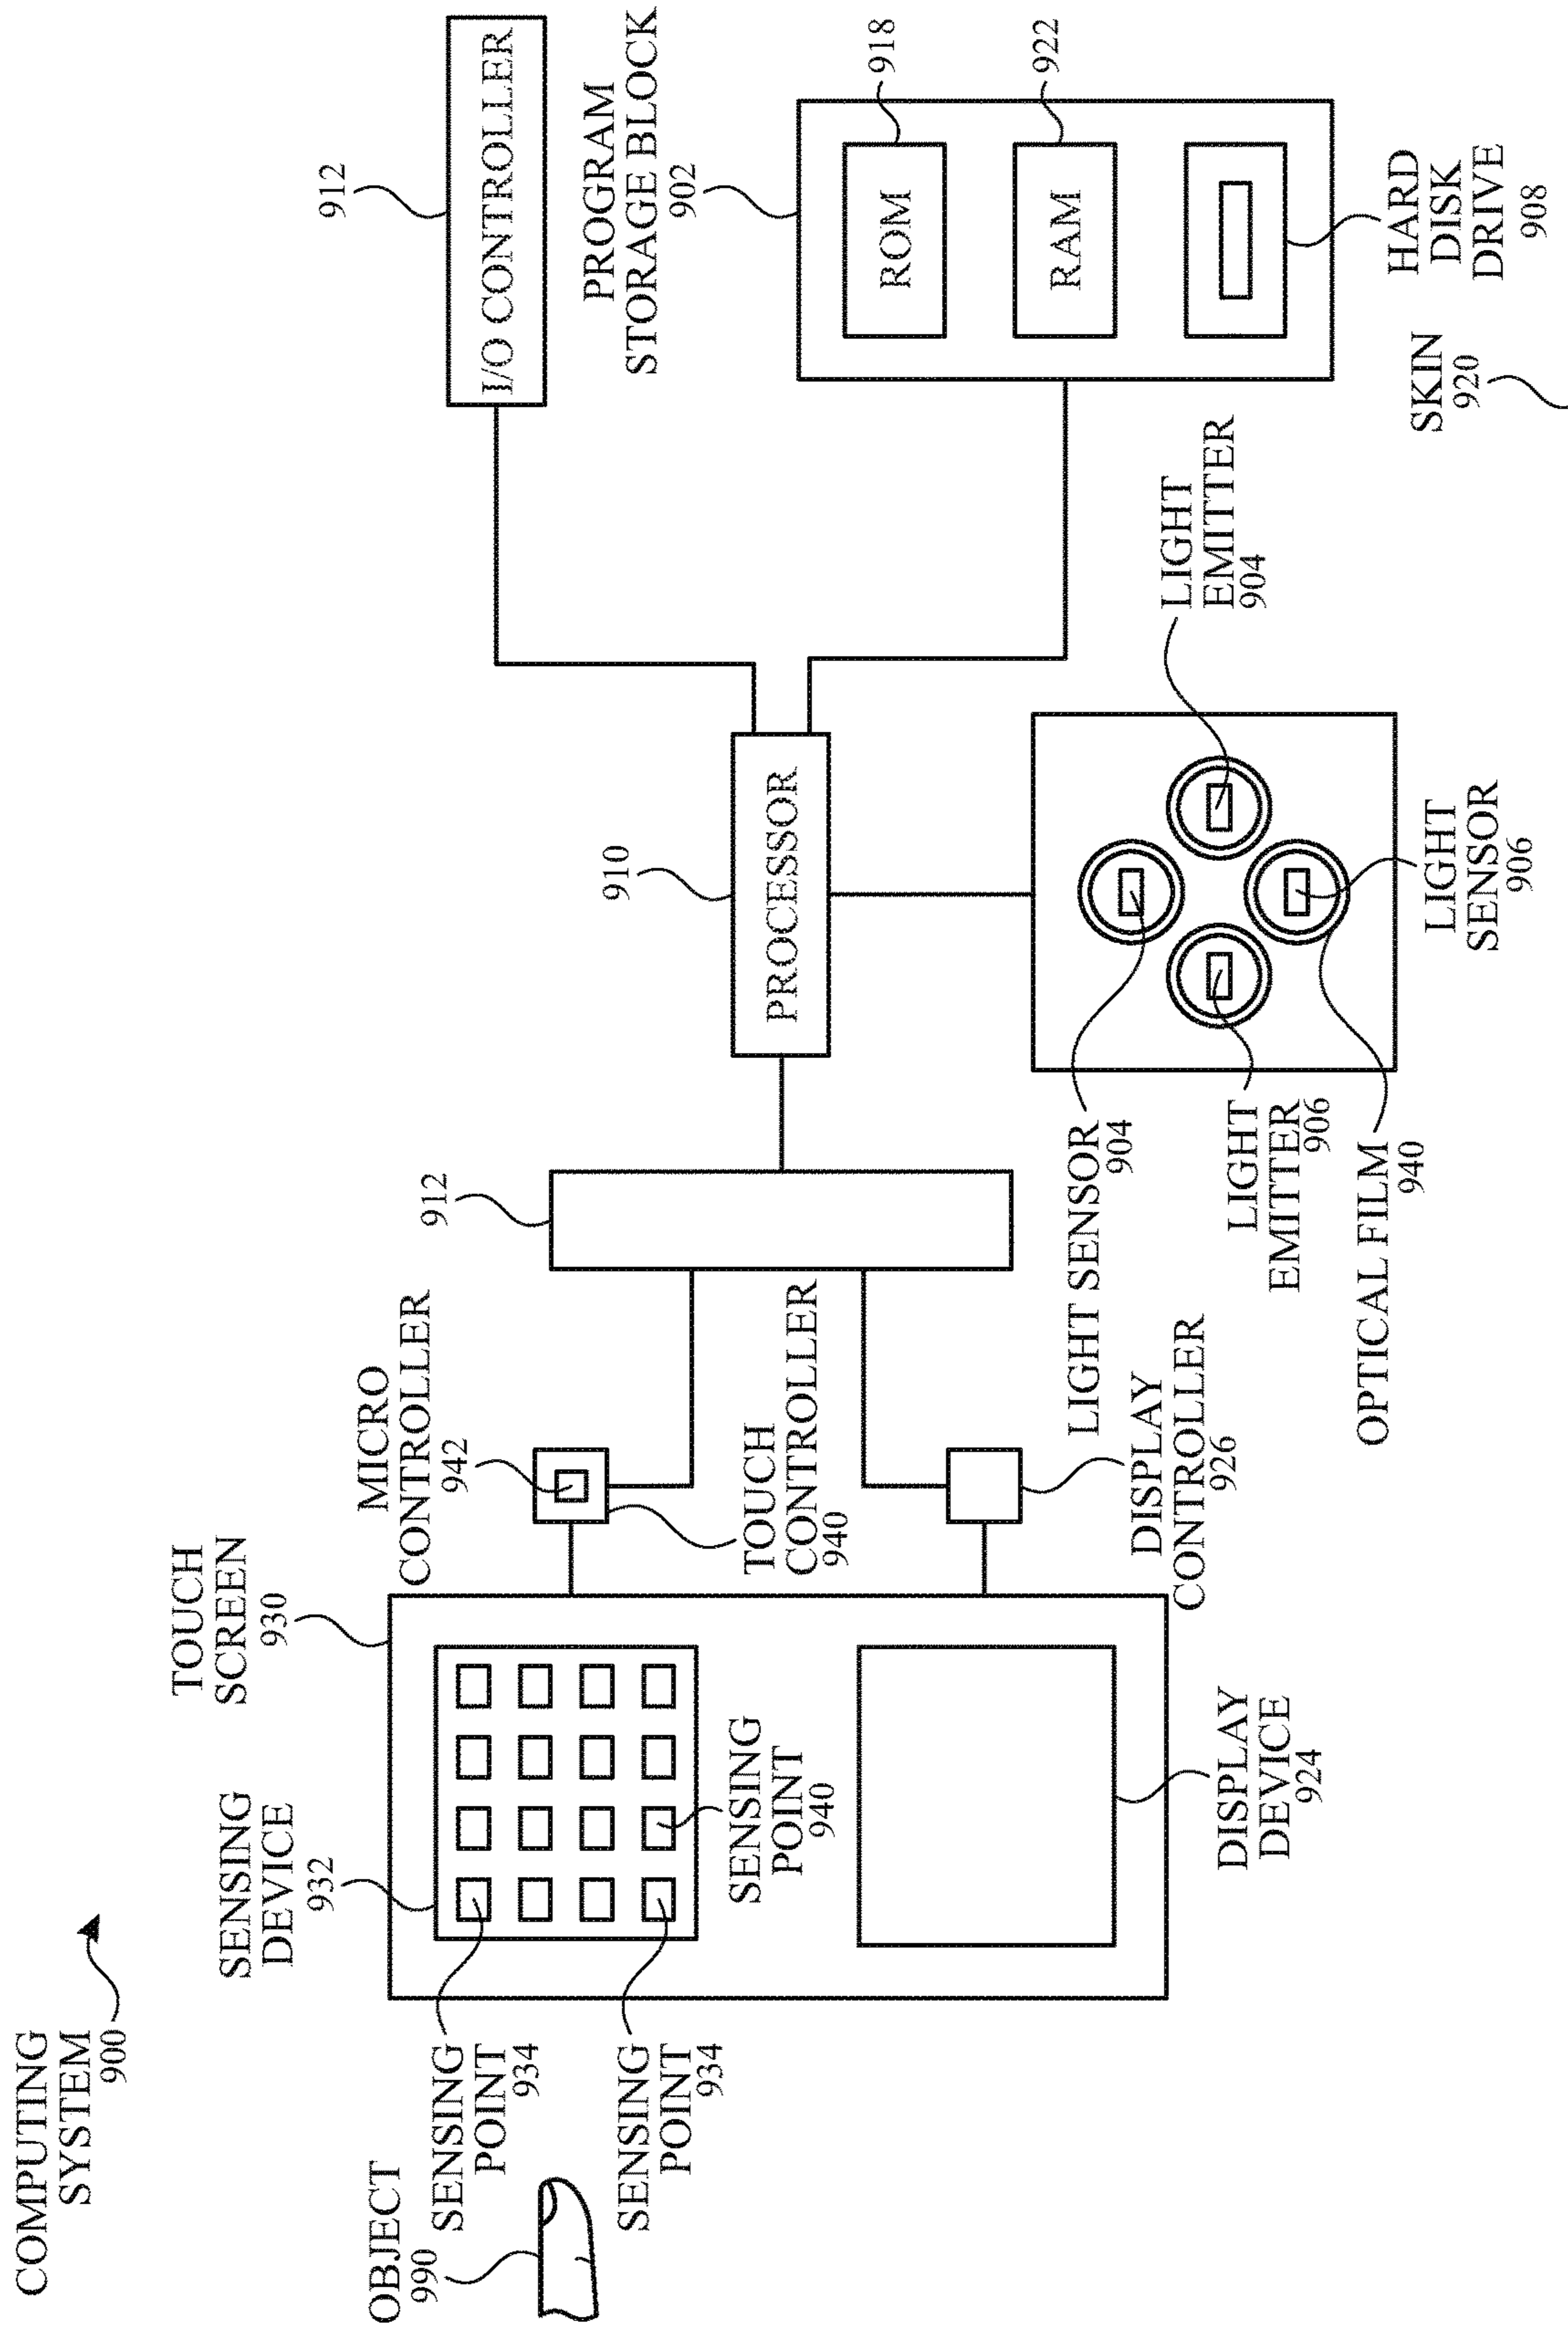 COMPUTING
SYSTEM
900
OBJECT
990
SENSING
POINT
934
SENSING
POINT
934
SENSING
DEVICE
932
TOUCH
SCREEN
930
SENSING
POINT
940
DISPLAY
DEVICE
924
MICRO
CONTROLLER
942
TOUCH
CONTROLLER
940
DISPLAY
CONTROLLER
926
912
910
PROCESSOR
LIGHT SENSOR
904
LIGHT
EMITTER
906
OPTICAL FILM
940
LIGHT
SENSOR
906
LIGHT
EMITTER
904
912
I/O CONTROLLER
PROGRAM
STORAGE BLOCK
902
ROM
918
RAM
922
HARD
DISK
DRIVE
908
SKIN
920